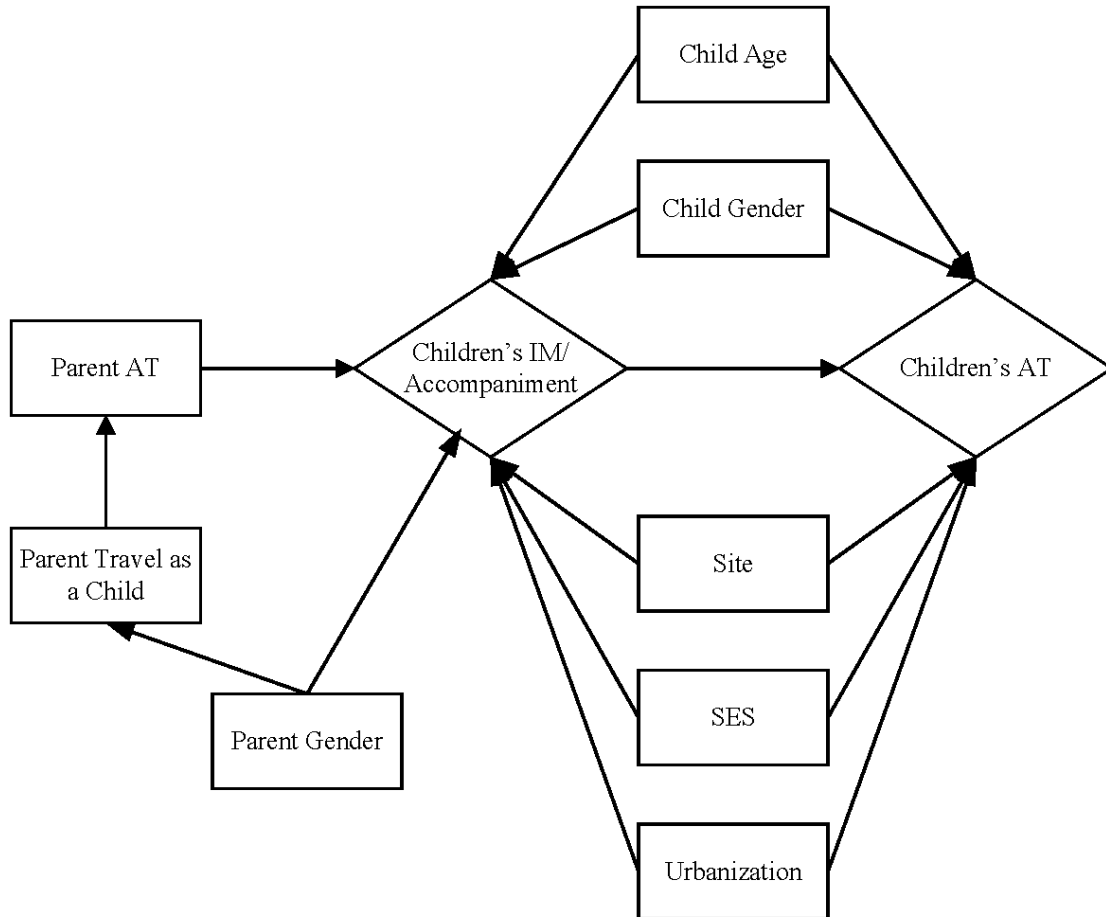 Child Age
Child Gender
Parent AT
Children’s IM/
Accompaniment
Children’s AT
Parent Travel as
a Child
Site
Parent Gender
SES
Urbanization